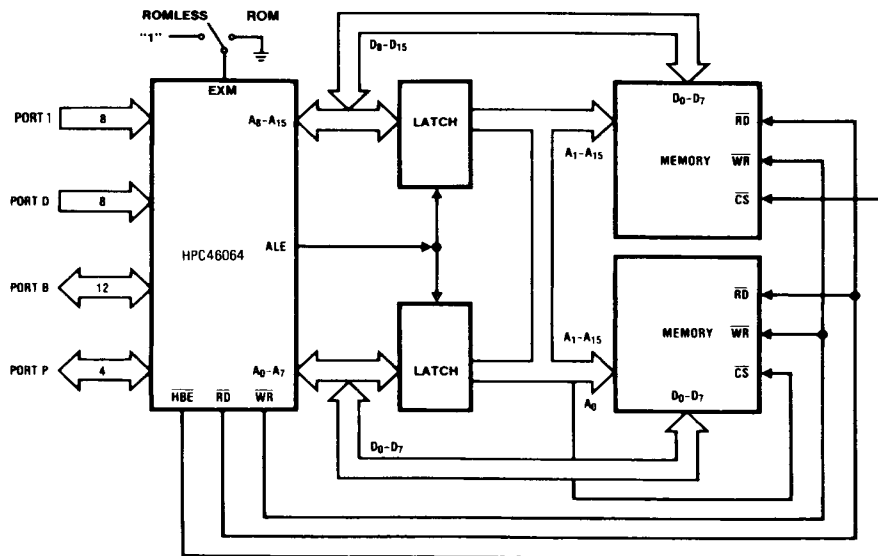 ROMLESS ROM
"1"
EXM
D8–D15
PORT 1 8
A8–A15
LATCH
D0–D7
RD
A1–A15
MEMORY
WR
CS
PORT D 8
HPC46064
ALE
PORT B 12
RD
A1–A15
MEMORY
WR
PORT P 4
A0–A7
LATCH
CS
HBE RD WR
A0
D0–D7
D0–D7